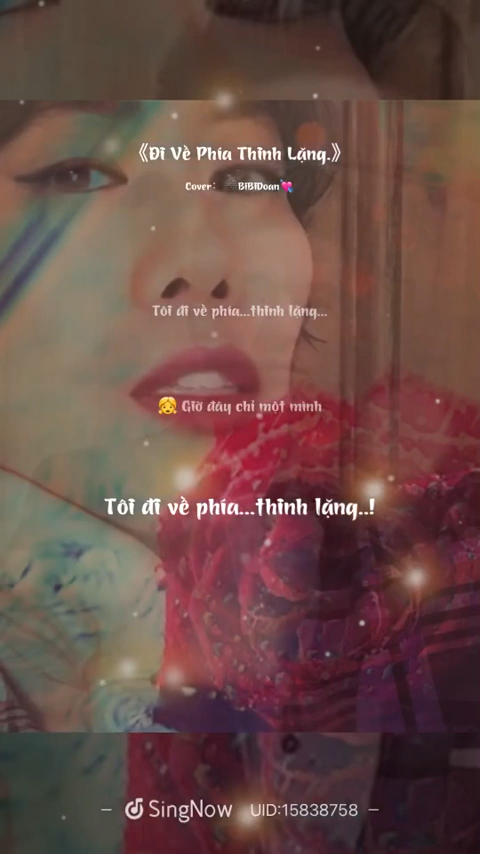 《Đi Về Phía Thinh Lặng.》
Cover: BiBiDoan💘
Tôi đi về phía...thinh lặng...
👧 Giờ đây chỉ một mình
Tôi đi về phía...thinh lặng..!
– SingNow UID:15838758 –